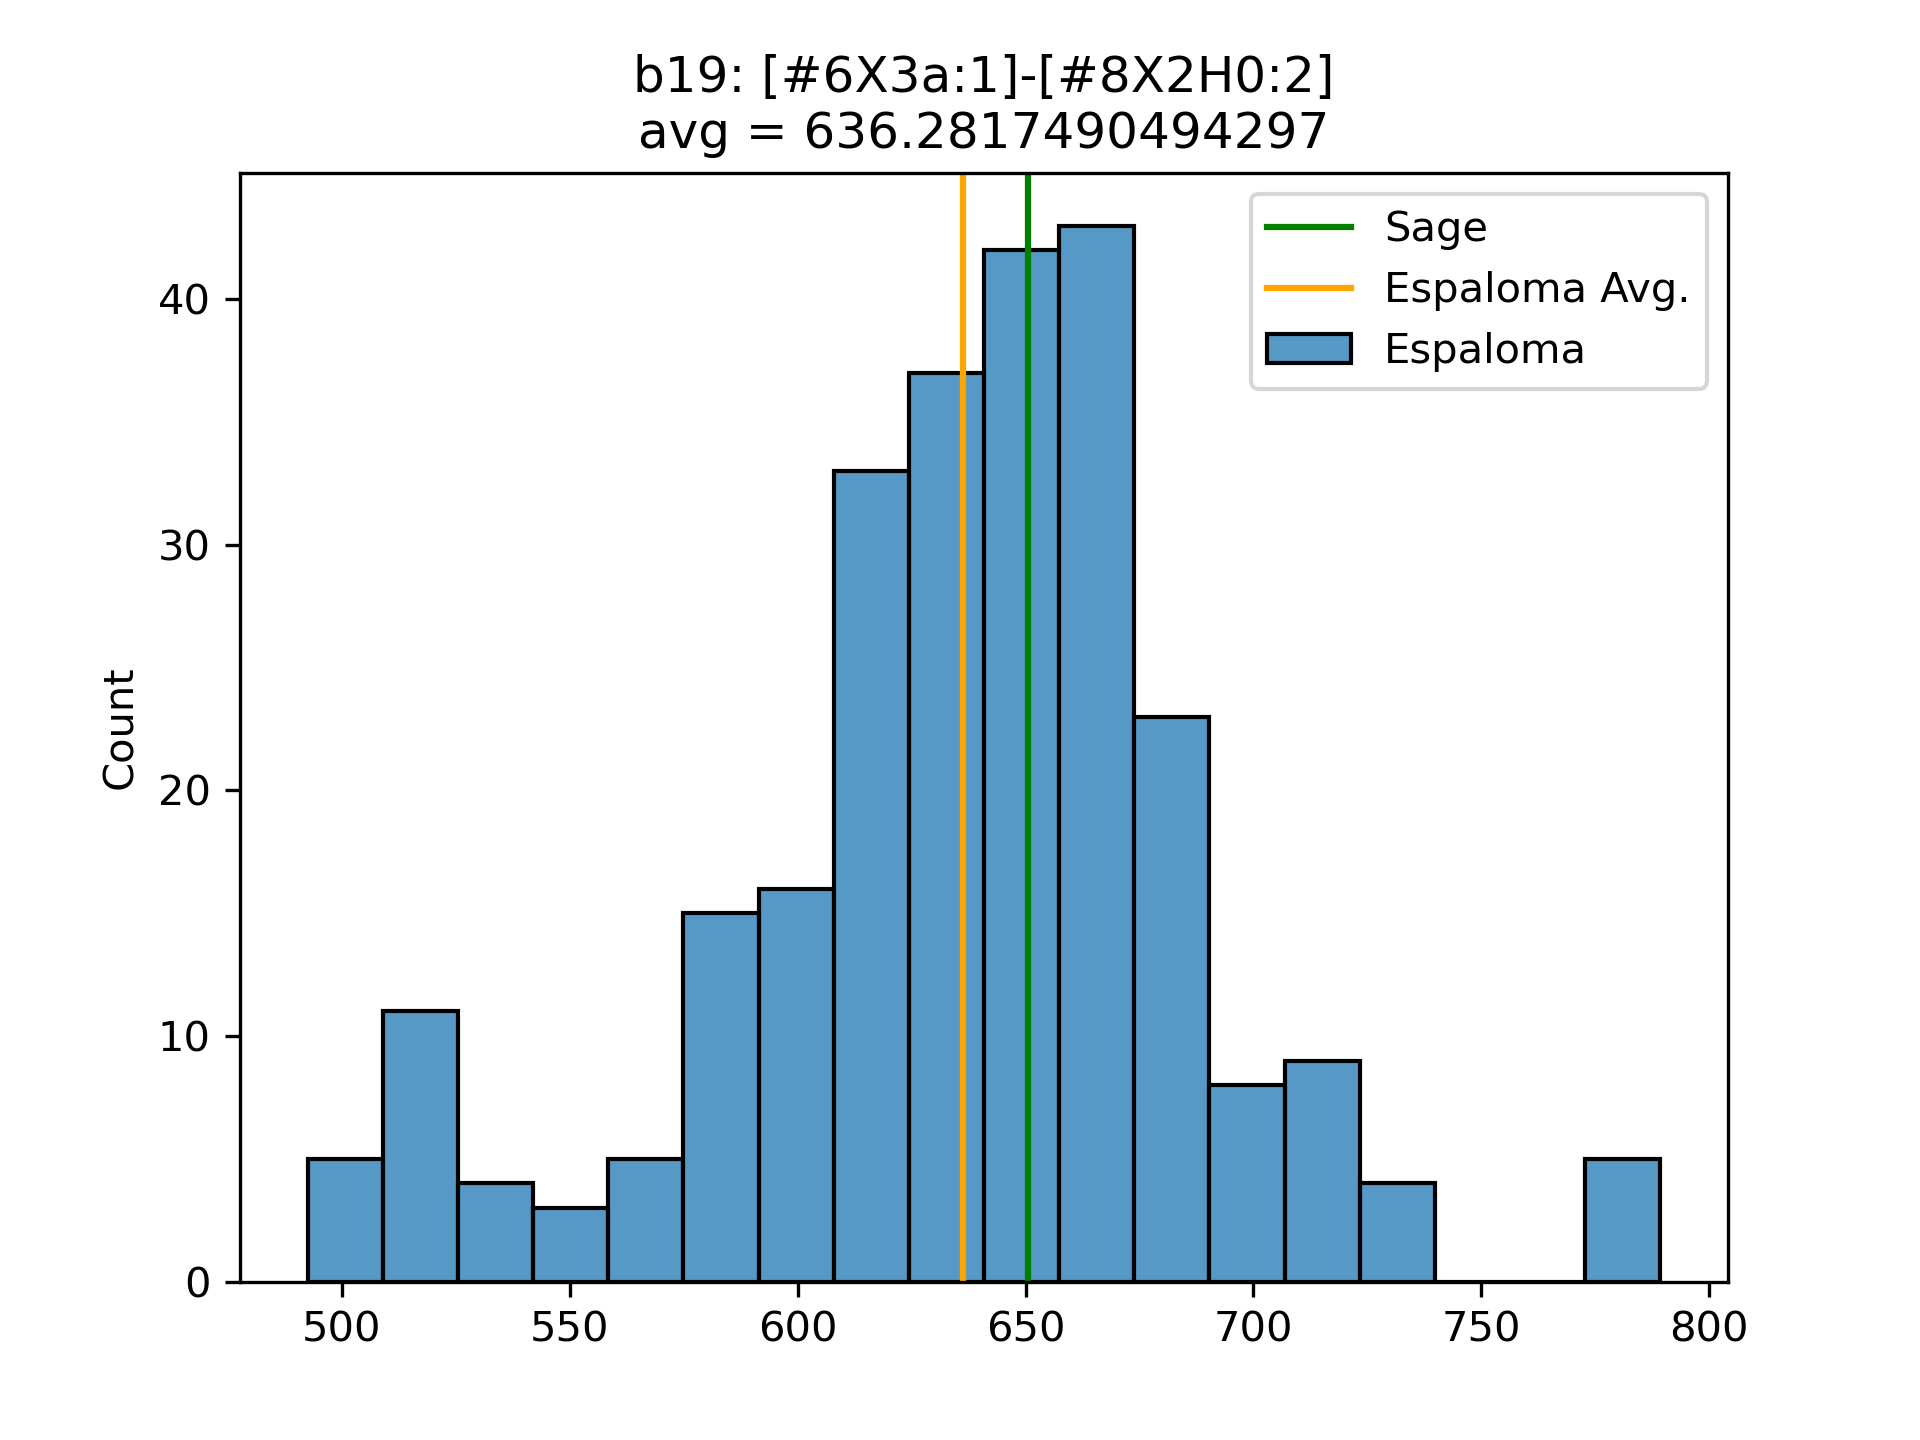 b19: [#6X3a:1]-[#8X2H0:2]
avg = 636.2817490494297
Sage
Espaloma Avg.
Espaloma
40
30
20
10
0
Count
500 550 600 650 700 750 800